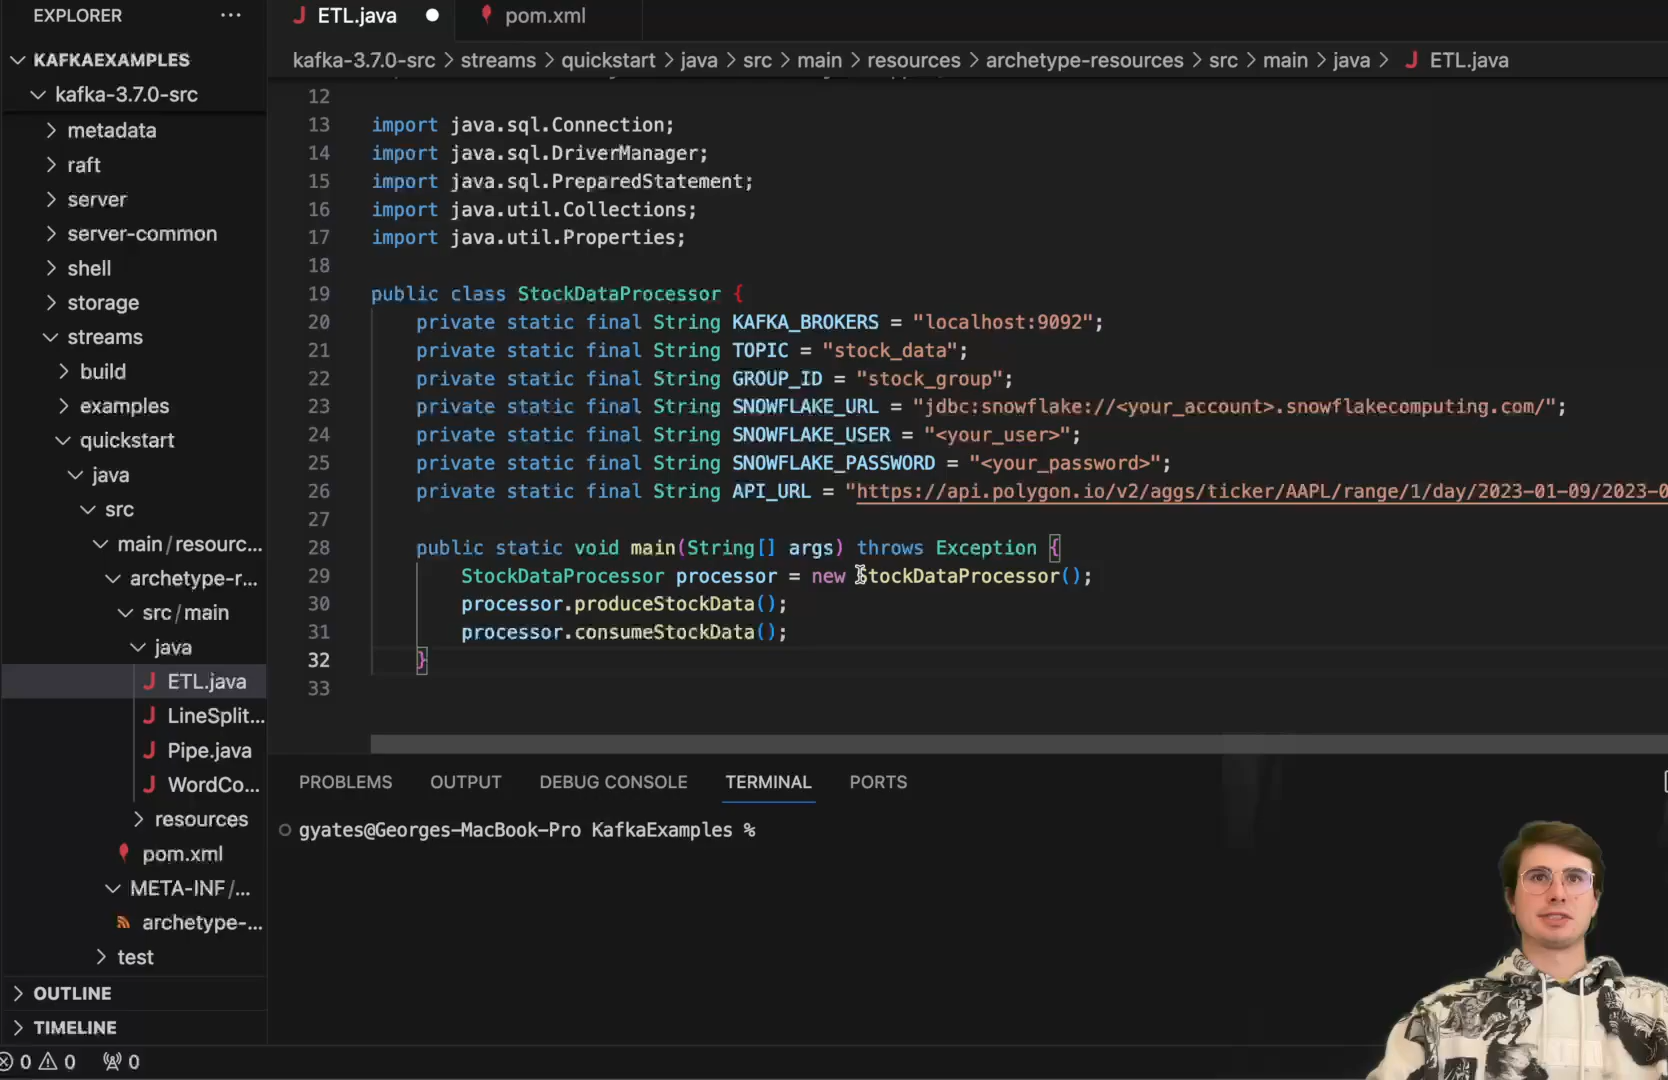 EXPLORER ...
KAFKAEXAMPLES
kafka-3.7.0-src
metadata
raft
server
server-common
shell
storage
streams
build
examples
quickstart
java
src
main/resourc...
archetype-r...
src/main
java
J ETL.java
J LineSplit...
J Pipe.java
J WordCo...
resources
pom.xml
META-INF/...
archetype-...
test
OUTLINE
TIMELINE
0 0 0
J ETL.java pom.xml
kafka-3.7.0-src > streams > quickstart > java > src > main > resources > archetype-resources > src > main > java > J ETL.java
12
13 import java.sql.Connection;
14 import java.sql.DriverManager;
15 import java.sql.PreparedStatement;
16 import java.util.Collections;
17 import java.util.Properties;
18
19 public class StockDataProcessor {
20 private static final String KAFKA_BROKERS = "localhost:9092";
21 private static final String TOPIC = "stock_data";
22 private static final String GROUP_ID = "stock_group";
23 private static final String SNOWFLAKE_URL = "jdbc:snowflake://<your_account>.snowflakecomputing.com/";
24 private static final String SNOWFLAKE_USER = "<your_user>";
25 private static final String SNOWFLAKE_PASSWORD = "<your_password>";
26 private static final String API_URL = "https://api.polygon.io/v2/aggs/ticker/AAPL/range/1/day/2023-01-09/2023-0
27
28 public static void main(String[] args) throws Exception {
29 StockDataProcessor processor = new StockDataProcessor();
30 processor.produceStockData();
31 processor.consumeStockData();
32 }
33
PROBLEMS OUTPUT DEBUG CONSOLE TERMINAL PORTS
gyates@Georges-MacBook-Pro KafkaExamples %